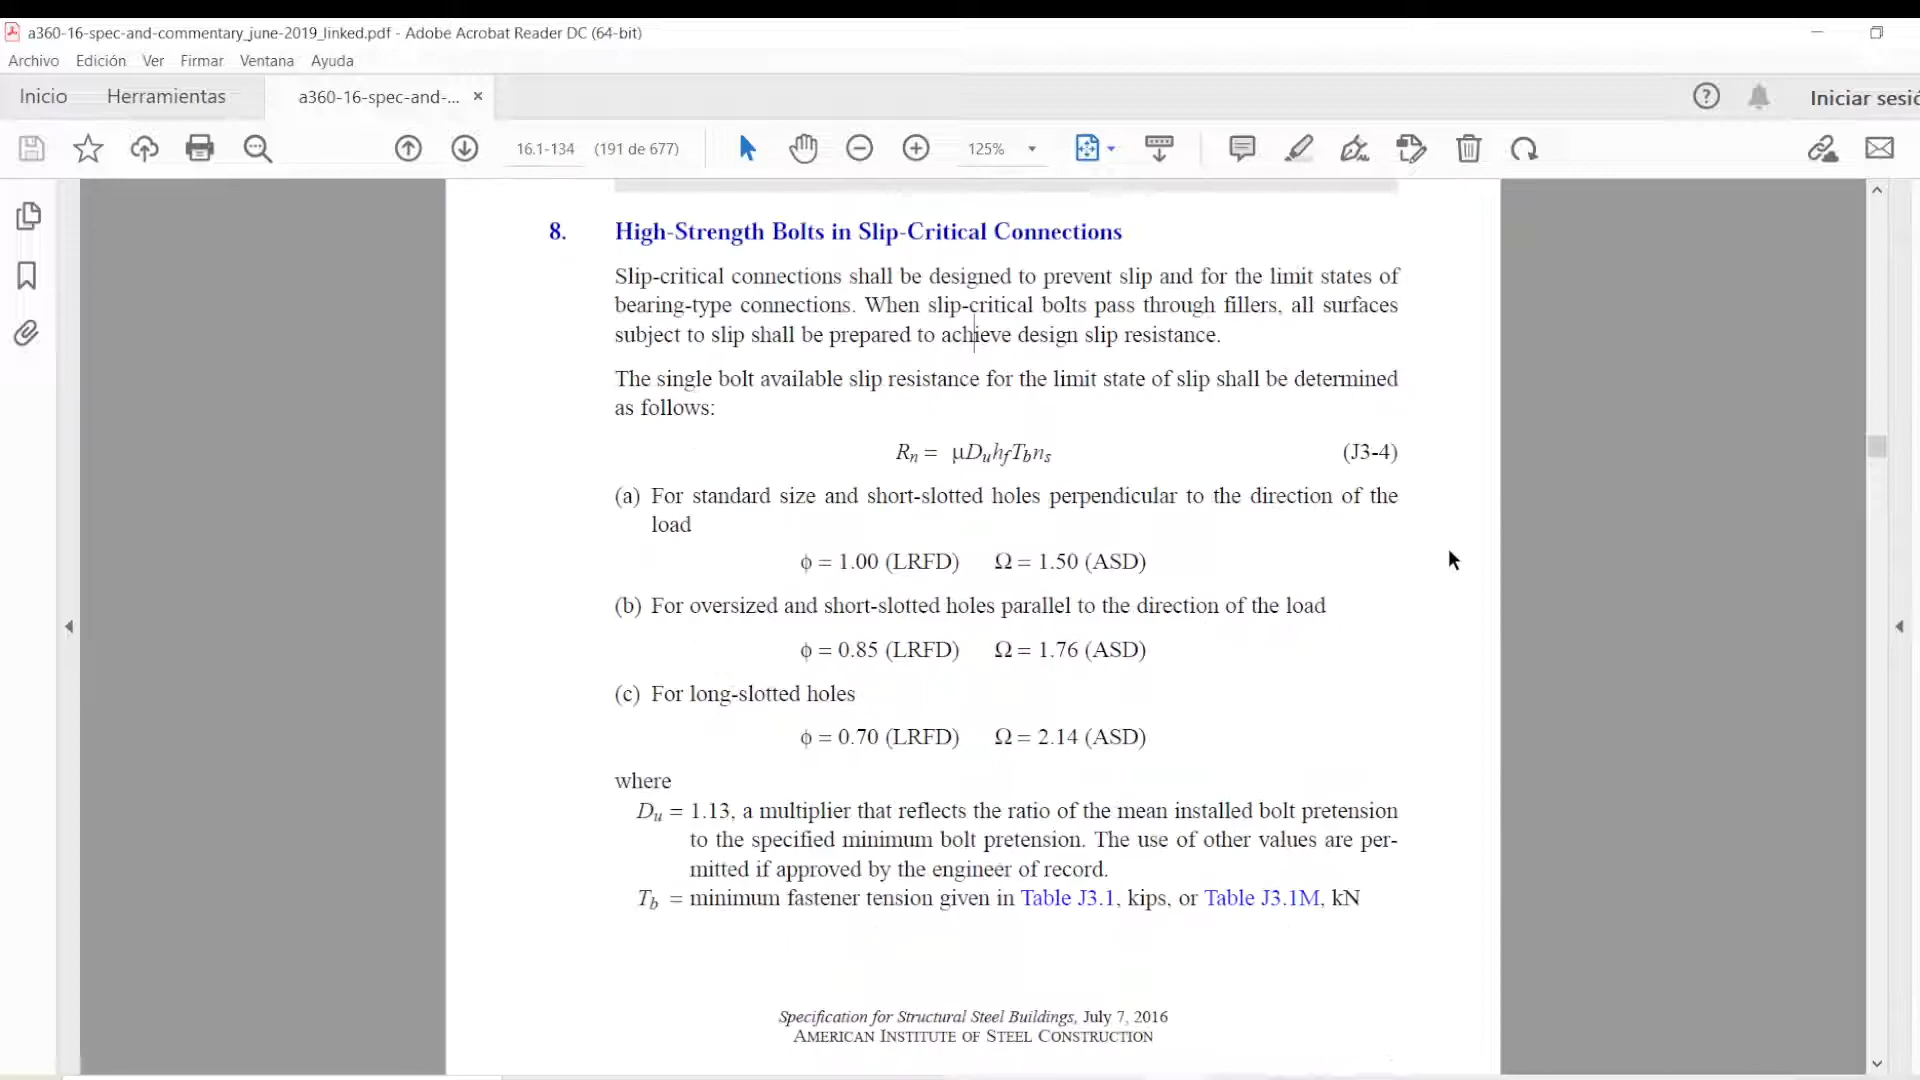 a360-16-spec-and-commentary_june-2019_linked.pdf - Adobe Acrobat Reader DC (64-bit)
Archivo Edición Ver Firmar Ventana Ayuda
Inicio Herramientas a360-16-spec-and-... × Iniciar sesió
16.1-134 (191 de 677) 125%
8. High-Strength Bolts in Slip-Critical Connections
Slip-critical connections shall be designed to prevent slip and for the limit states of
bearing-type connections. When slip-critical bolts pass through fillers, all surfaces
subject to slip shall be prepared to achieve design slip resistance.
The single bolt available slip resistance for the limit state of slip shall be determined
as follows:
Rn = μDuhfTbns (J3-4)
(a) For standard size and short-slotted holes perpendicular to the direction of the
load
ϕ = 1.00 (LRFD) Ω = 1.50 (ASD)
(b) For oversized and short-slotted holes parallel to the direction of the load
ϕ = 0.85 (LRFD) Ω = 1.76 (ASD)
(c) For long-slotted holes
ϕ = 0.70 (LRFD) Ω = 2.14 (ASD)
where
Du = 1.13, a multiplier that reflects the ratio of the mean installed bolt pretension
to the specified minimum bolt pretension. The use of other values are per-
mitted if approved by the engineer of record.
Tb = minimum fastener tension given in Table J3.1, kips, or Table J3.1M, kN
Specification for Structural Steel Buildings, July 7, 2016
AMERICAN INSTITUTE OF STEEL CONSTRUCTION